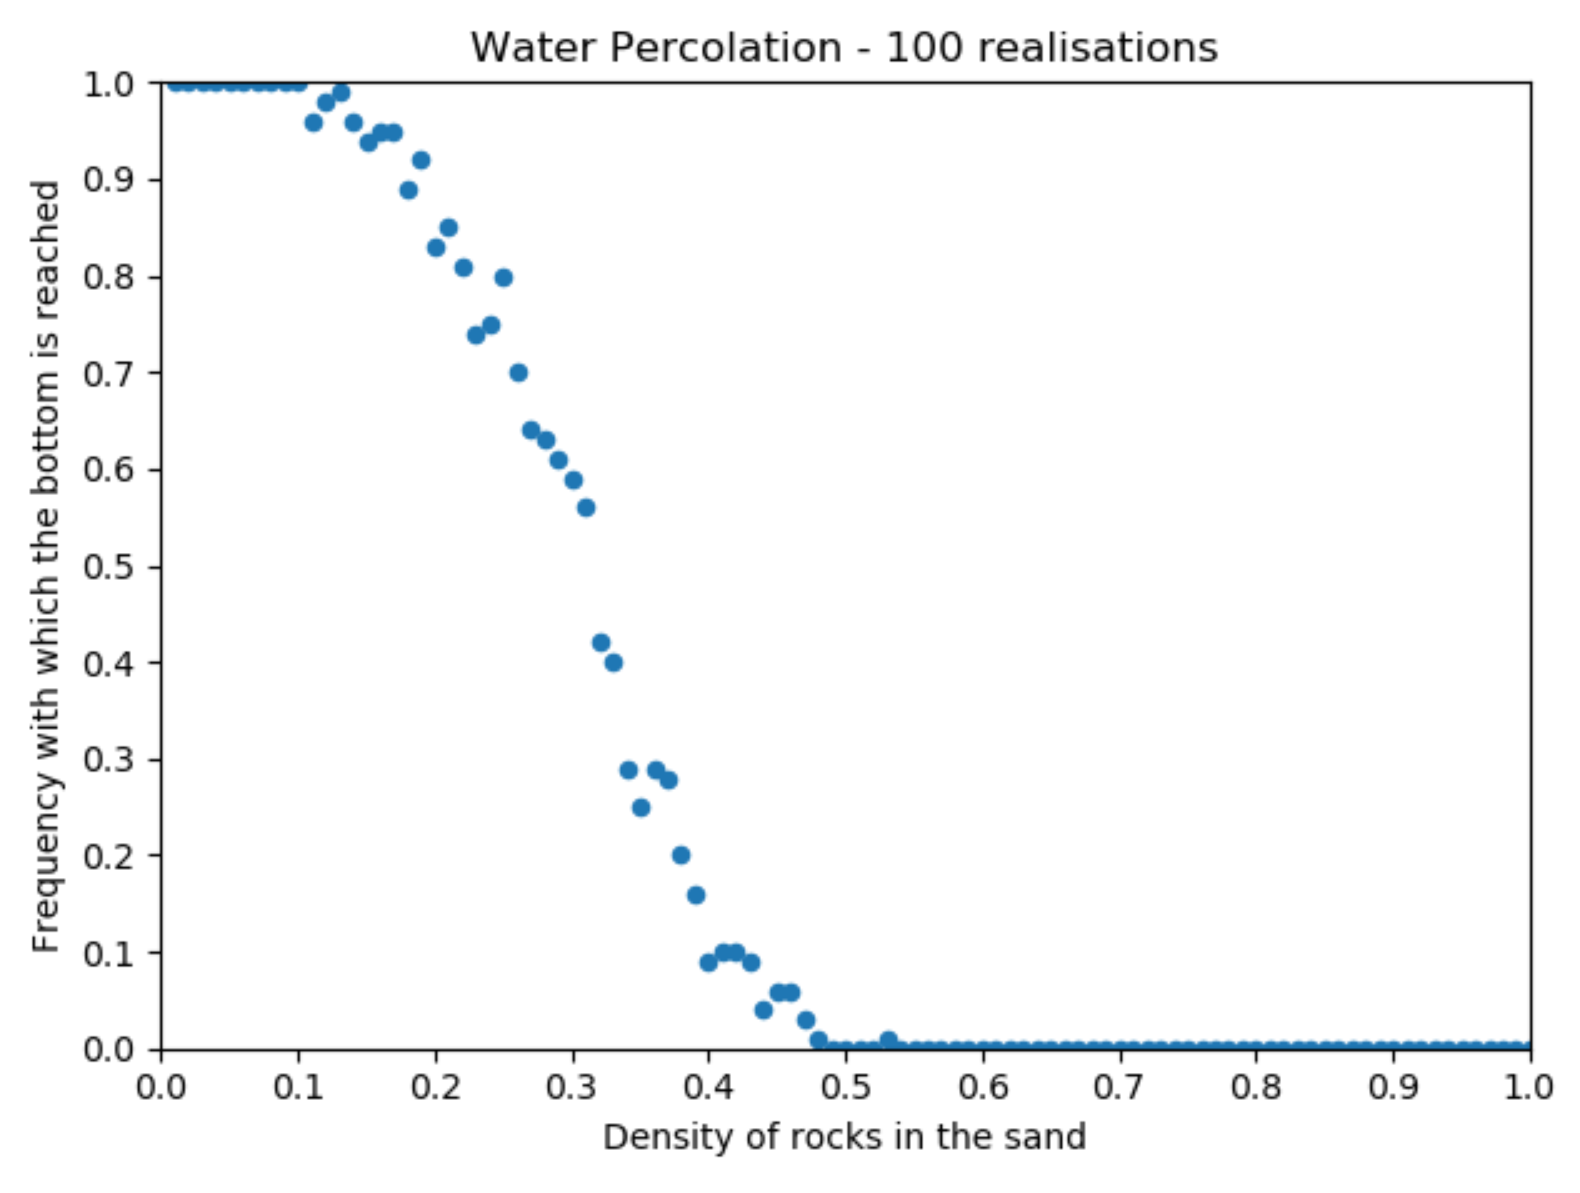 Water Percolation - 100 realisations
Frequency with which the bottom is reached
1.0
0.9
0.8
0.7
0.6
0.5
0.4
0.3
0.2
0.1
0.0
0.0 0.1 0.2 0.3 0.4 0.5 0.6 0.7 0.8 0.9 1.0
Density of rocks in the sand